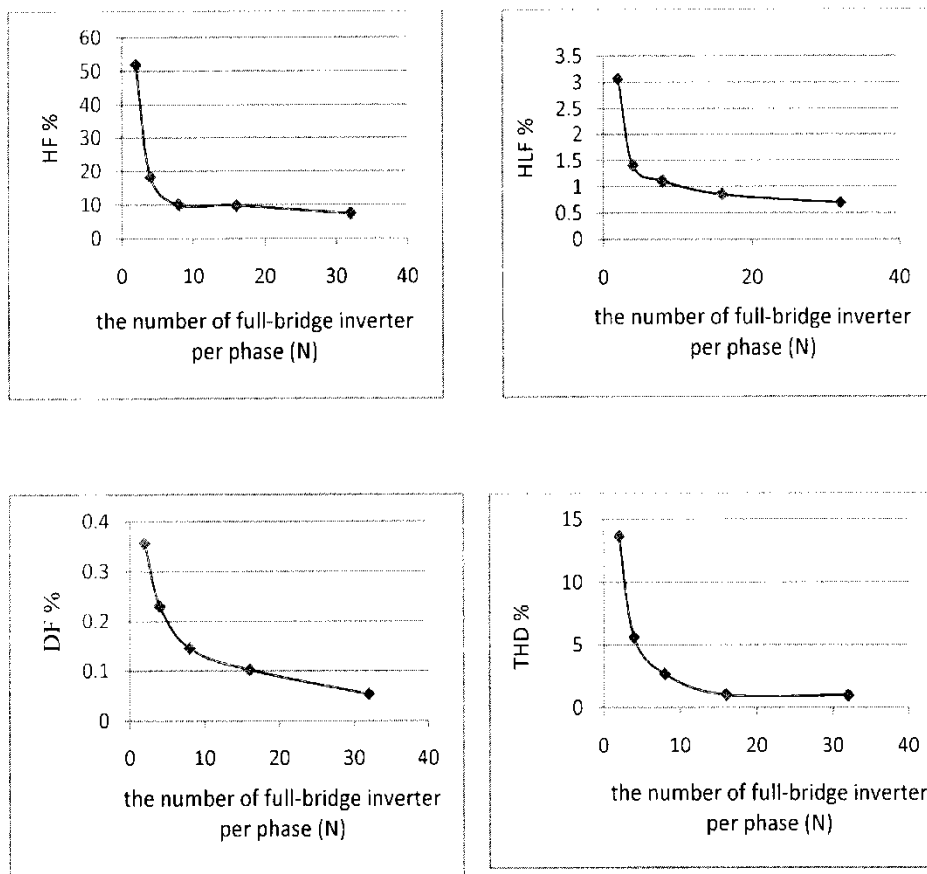 HF %
60
50
40
30
20
10
0
0 10 20 30 40
the number of full-bridge inverter
per phase (N)
HLF %
3.5
3
2.5
2
1.5
1
0.5
0
0 20 40
the number of full-bridge inverter
per phase (N)
DF %
0.4
0.3
0.2
0.1
0
0 10 20 30 40
the number of full-bridge inverter
per phase (N)
THD %
15
10
5
0
0 10 20 30 40
the number of full-bridge inverter
per phase (N)